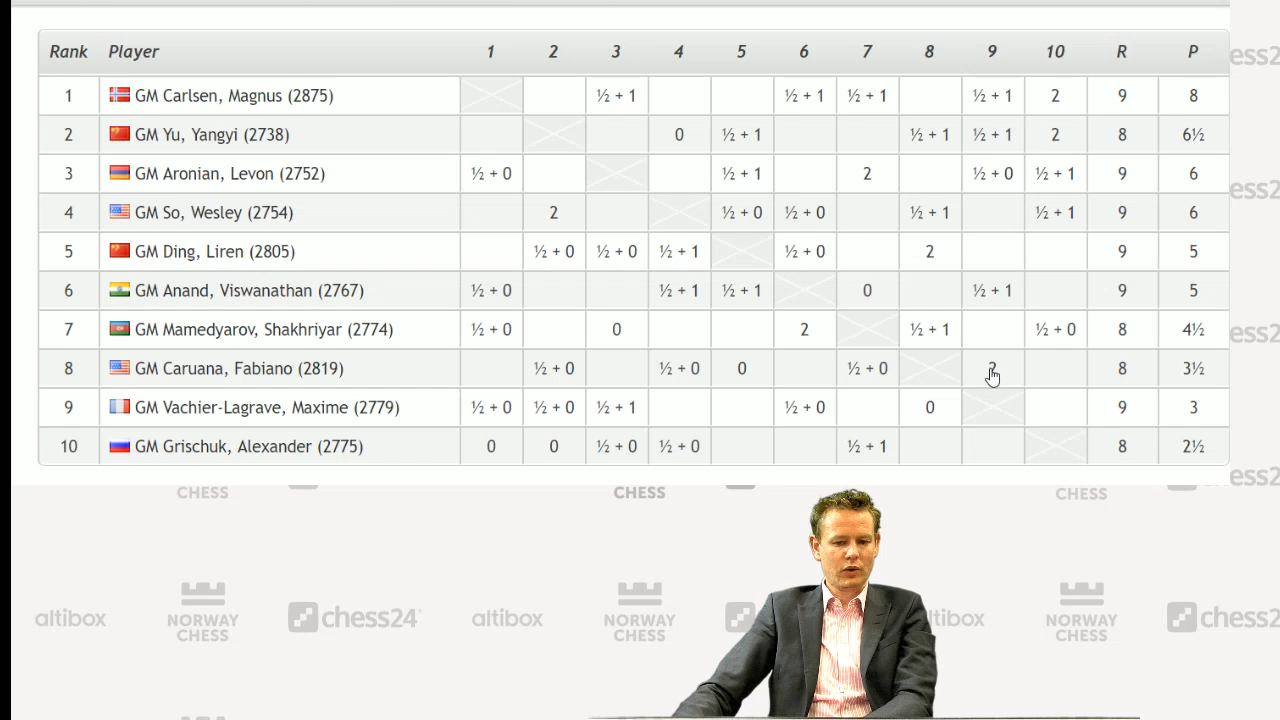 Rank Player 1 2 3 4 5 6 7 8 9 10 R P
1 GM Carlsen, Magnus (2875) ½ + 1 ½ + 1 ½ + 1 ½ + 1 2 9 8
2 GM Yu, Yangyi (2738) 0 ½ + 1 ½ + 1 ½ + 1 2 8 6½
3 GM Aronian, Levon (2752) ½ + 0 ½ + 1 2 ½ + 0 ½ + 1 9 6
4 GM So, Wesley (2754) 2 ½ + 0 ½ + 0 ½ + 1 ½ + 1 9 6
5 GM Ding, Liren (2805) ½ + 0 ½ + 0 ½ + 1 ½ + 0 2 9 5
6 GM Anand, Viswanathan (2767) ½ + 0 ½ + 1 ½ + 1 0 ½ + 1 9 5
7 GM Mamedyarov, Shakhriyar (2774) ½ + 0 0 2 ½ + 1 ½ + 0 8 4½
8 GM Caruana, Fabiano (2819) ½ + 0 ½ + 0 0 ½ + 0 8 3½
9 GM Vachier-Lagrave, Maxime (2779) ½ + 0 ½ + 0 ½ + 1 ½ + 0 0 9 3
10 GM Grischuk, Alexander (2775) 0 0 ½ + 0 ½ + 0 ½ + 1 8 2½
ess2
ess2
ess2
ess2
CHESS CHESS CHESS
altibox NORWAY CHESS chess24 altibox NORWAY CHESS tibox NORWAY CHESS chess2